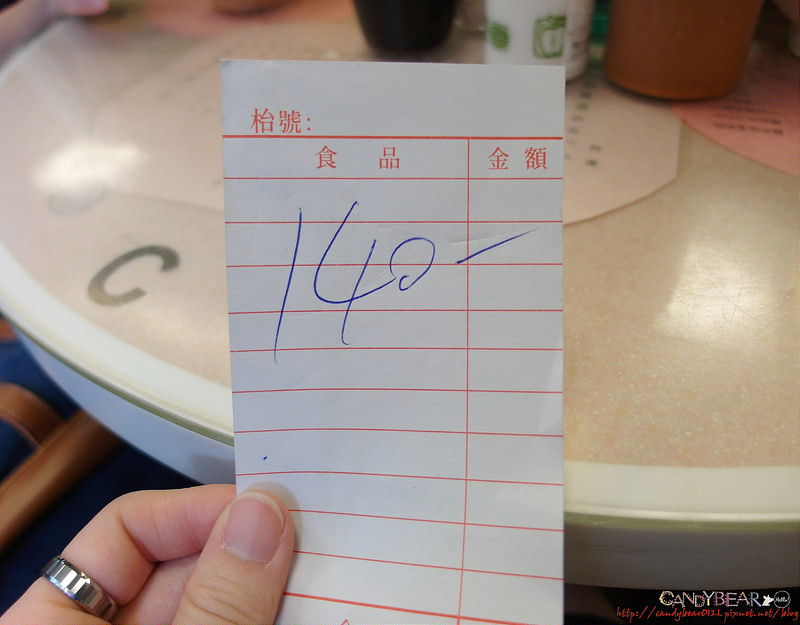 枱號:
食品 金額
140-
C
CANDYBEAR
http://candybear0121.pixnet.net/blog